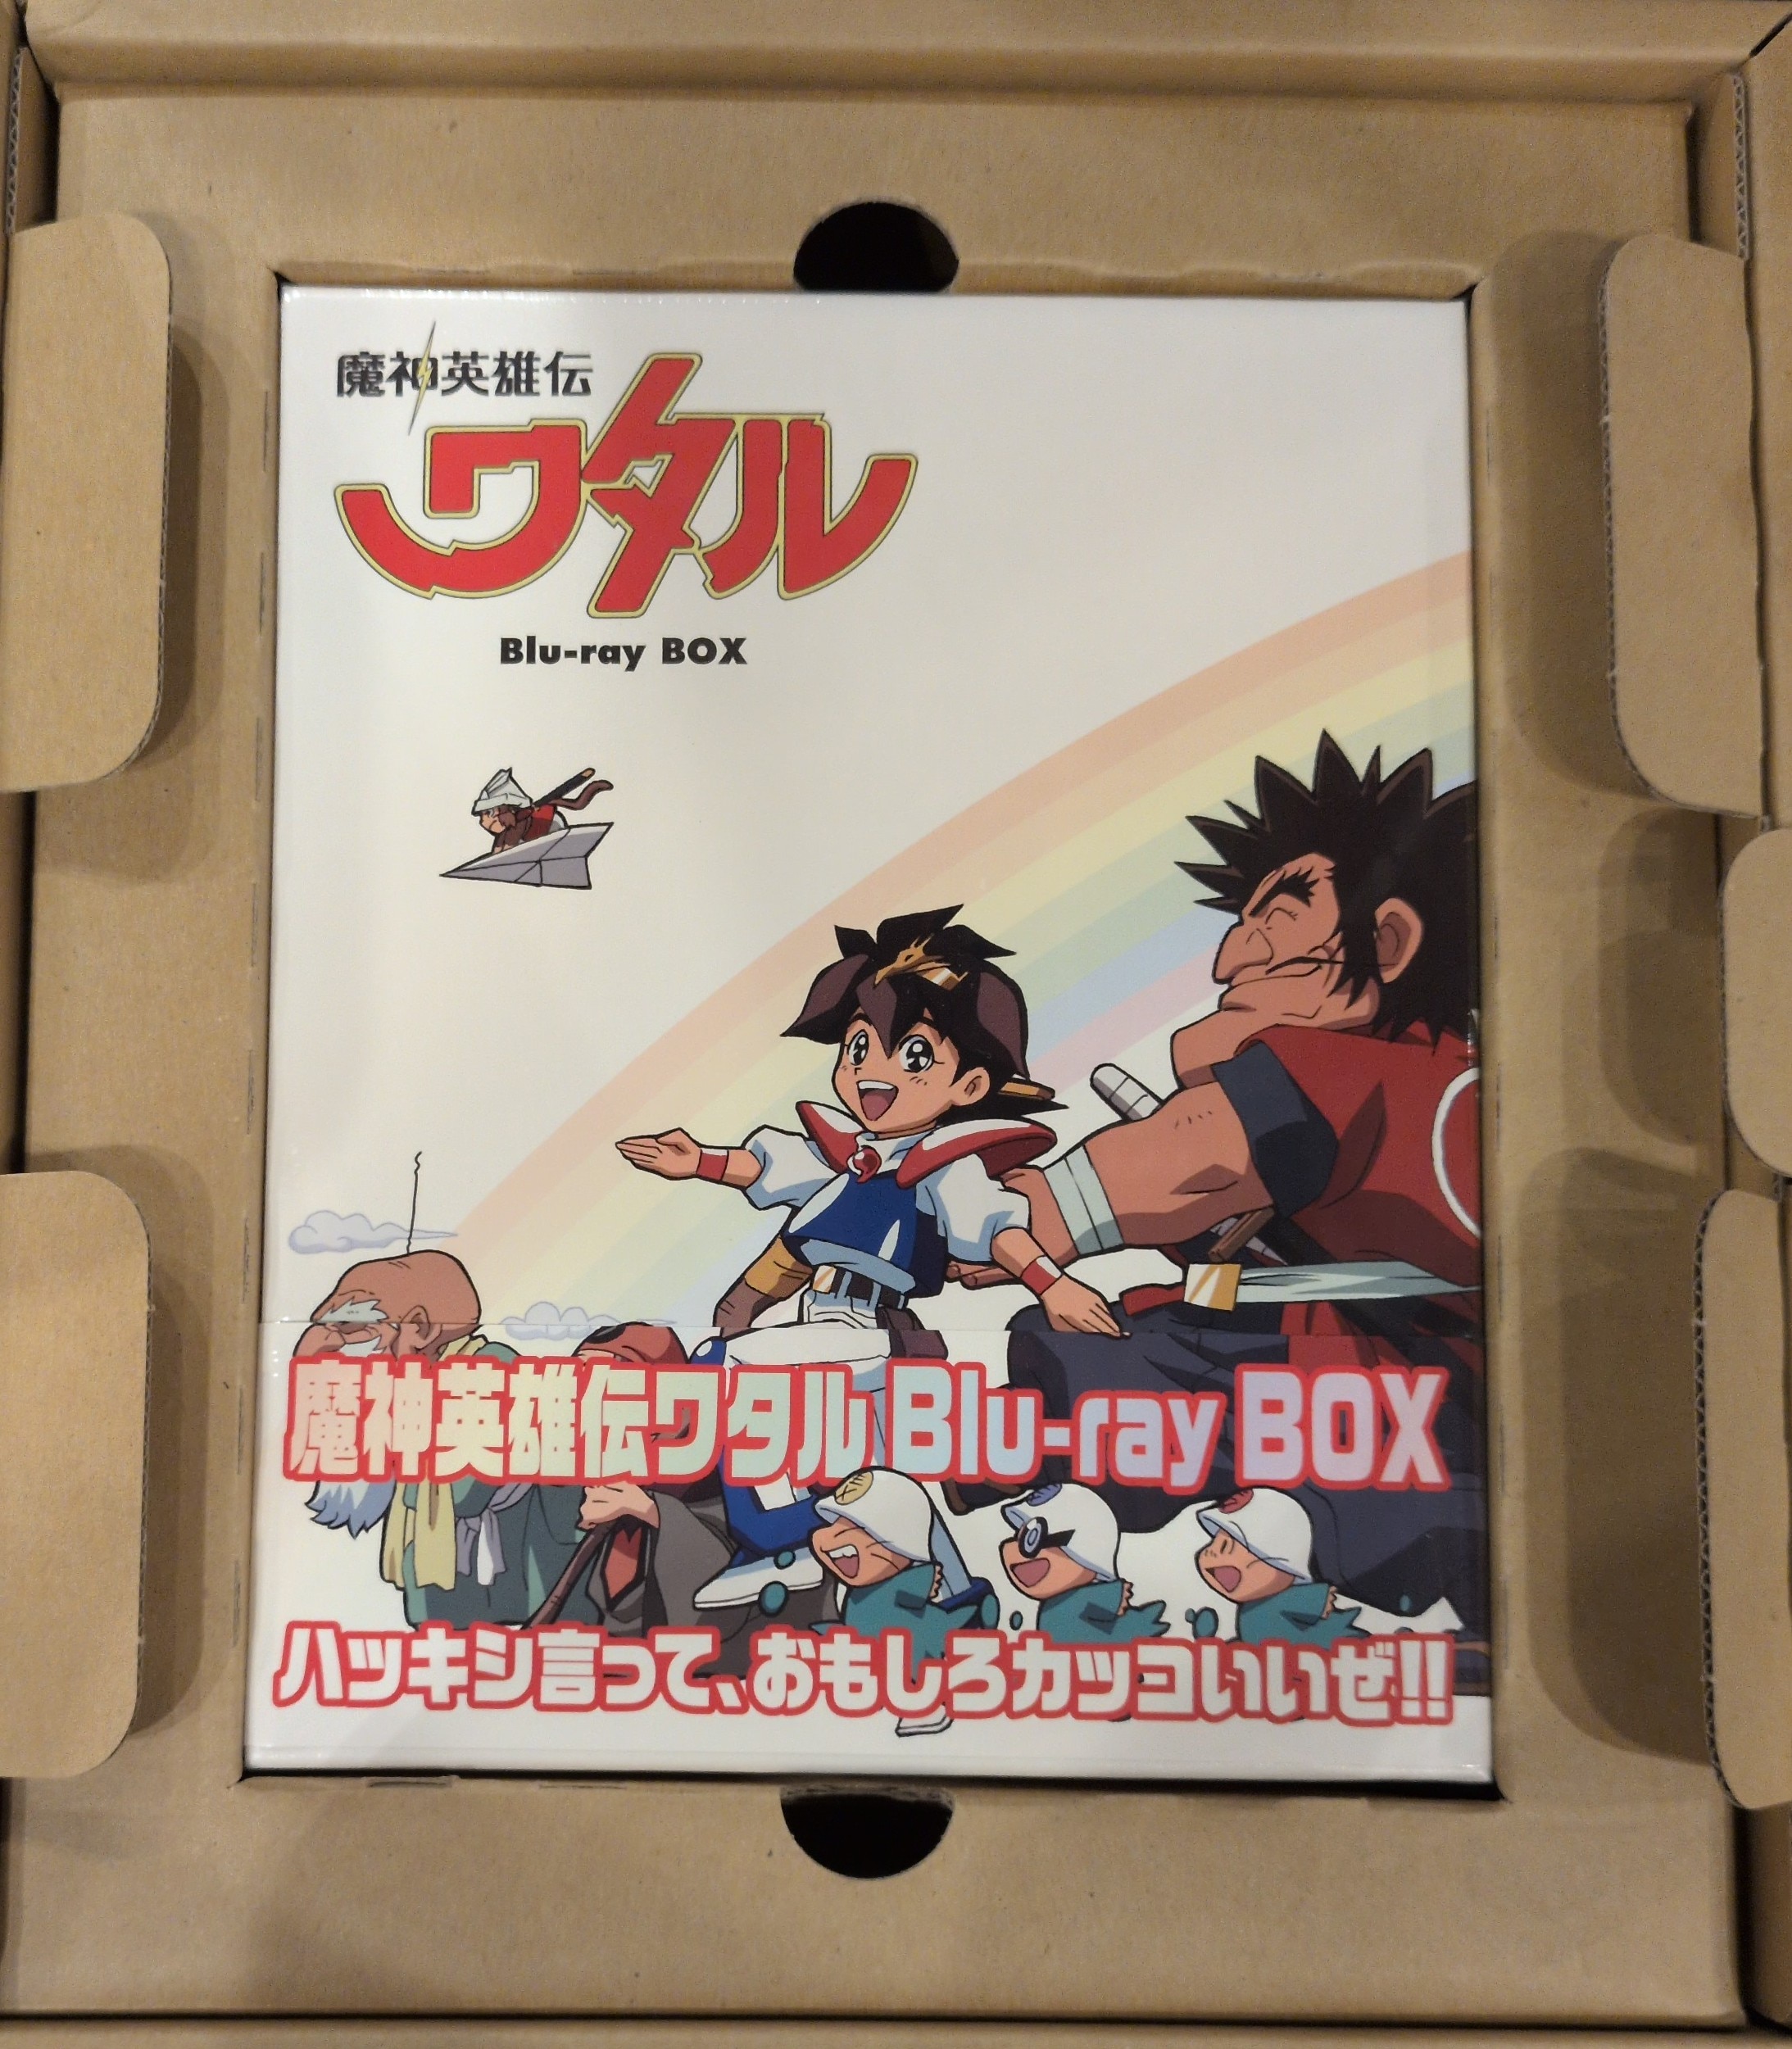 魔神英雄伝
ワタル
Blu-ray BOX
魔神英雄伝ワタル Blu-ray BOX
ハッキシ言って、おもしろカッコいいぜ!!